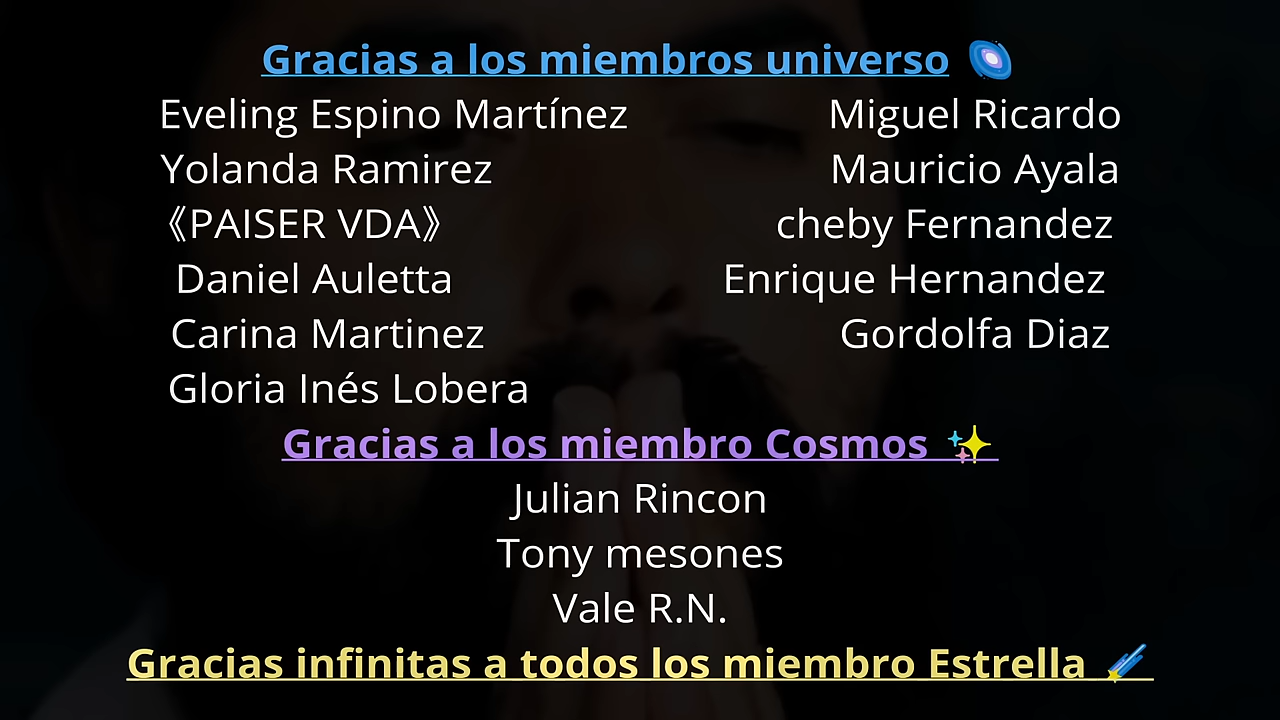 Gracias a los miembros universo 🌀
Eveling Espino Martínez Miguel Ricardo
Yolanda Ramirez Mauricio Ayala
《PAISER VDA》 cheby Fernandez
Daniel Auletta Enrique Hernandez
Carina Martinez Gordolfa Diaz
Gloria Inés Lobera
Gracias a los miembro Cosmos ✨
Julian Rincon
Tony mesones
Vale R.N.
Gracias infinitas a todos los miembro Estrella ☄️